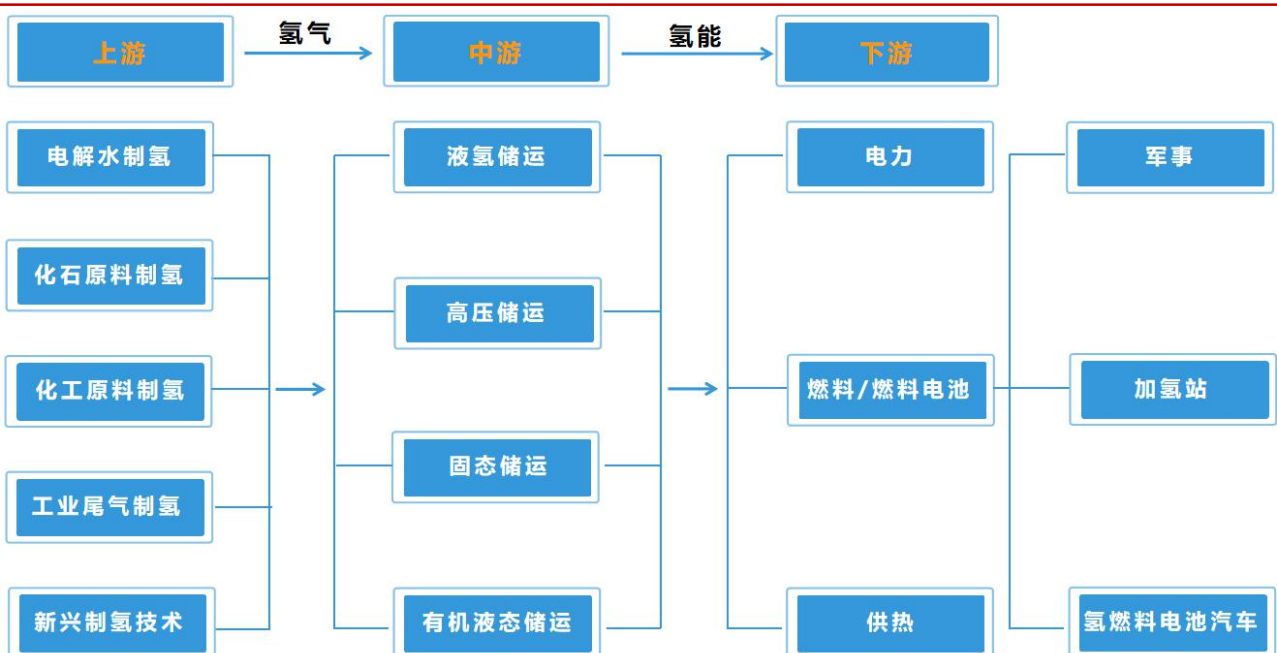 上游
氢气
中游
氢能
下游
电解水制氢
液氢储运
电力
军事
化石原料制氢
高压储运
化工原料制氢
燃料/燃料电池
加氢站
固态储运
工业尾气制氢
新兴制氢技术
有机液态储运
供热
氢燃料电池汽车